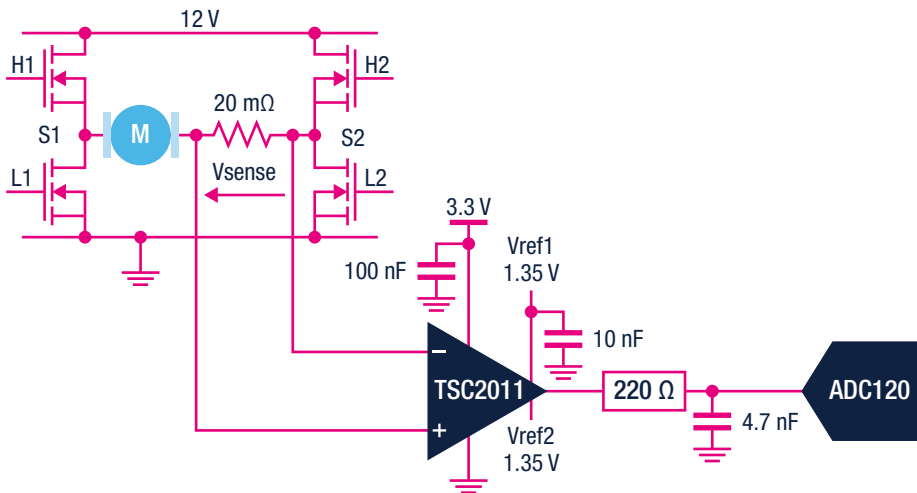 12 V
H1
H2
20 mΩ
S1
M
S2
Vsense
L1
L2
3.3 V
Vref1
1.35 V
100 nF
10 nF
−
TSC2011
220 Ω
ADC120
+
4.7 nF
Vref2
1.35 V